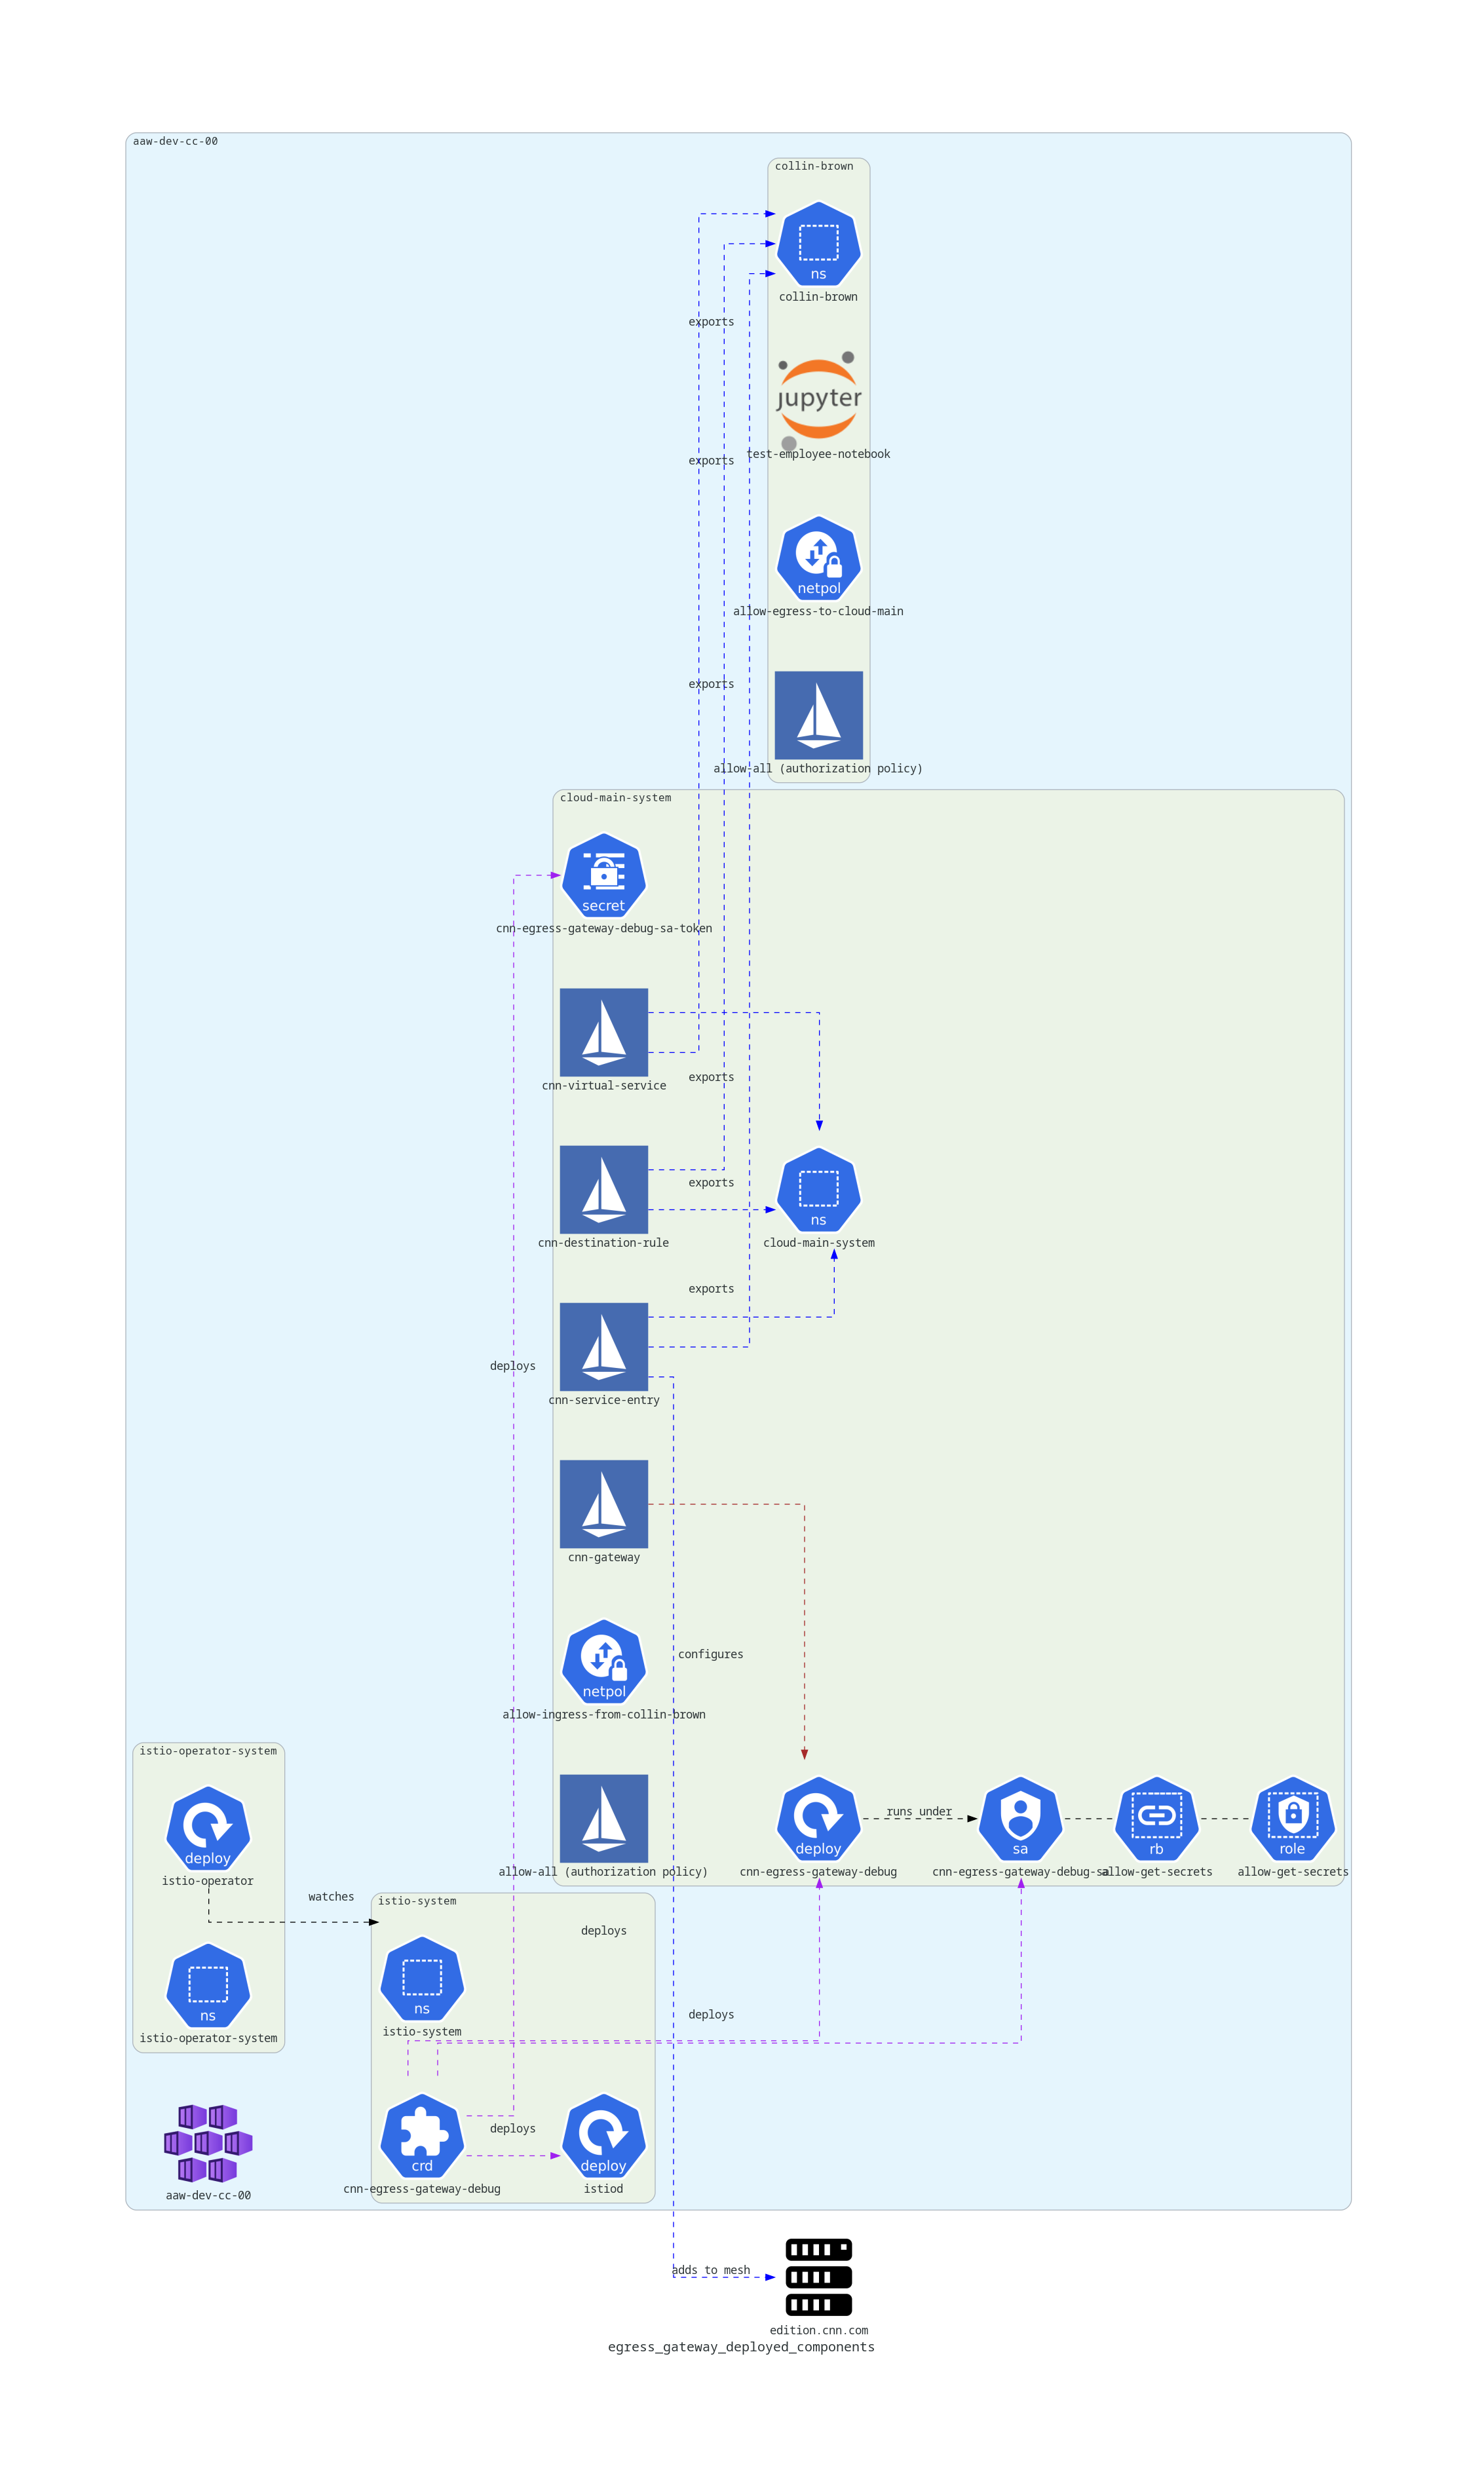 aaw-dev-cc-00
collin-brown
ns
collin-brown
exports
jupyter
test-employee-notebook
exports
netpol
allow-egress-to-cloud-main
exports
allow-all (authorization policy)
cloud-main-system
secret
cnn-egress-gateway-debug-sa-token
cnn-virtual-service
exports
exports
ns
cnn-destination-rule
cloud-main-system
exports
deploys
cnn-service-entry
cnn-gateway
configures
netpol
allow-ingress-from-collin-brown
istio-operator-system
deploy
istio-operator
allow-all (authorization policy)
deploy
cnn-egress-gateway-debug
runs under
sa
cnn-egress-gateway-debug-sa
rb
allow-get-secrets
role
allow-get-secrets
watches
istio-system
deploys
ns
istio-operator-system
ns
istio-system
deploys
deploys
crd
cnn-egress-gateway-debug
deploy
istiod
aaw-dev-cc-00
adds to mesh
edition.cnn.com
egress_gateway_deployed_components